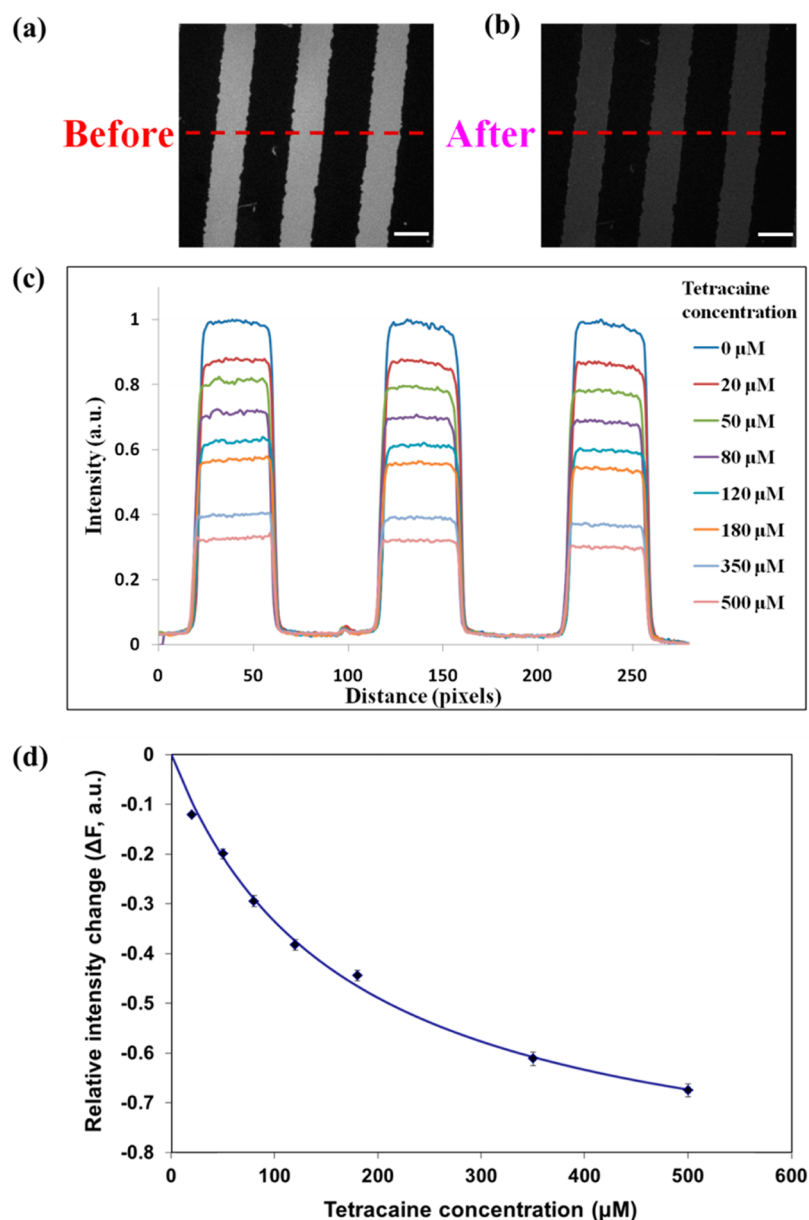 (a)
(b)
Before
After
(c)
Tetracaine
concentration
0 µM
20 µM
50 µM
80 µM
120 µM
180 µM
350 µM
500 µM
Intensity (a.u.)
1
0.8
0.6
0.4
0.2
0
0 50 100 150 200 250
Distance (pixels)
(d)
Relative intensity change (ΔF, a.u.)
0
-0.1
-0.2
-0.3
-0.4
-0.5
-0.6
-0.7
-0.8
0 100 200 300 400 500 600
Tetracaine concentration (µM)